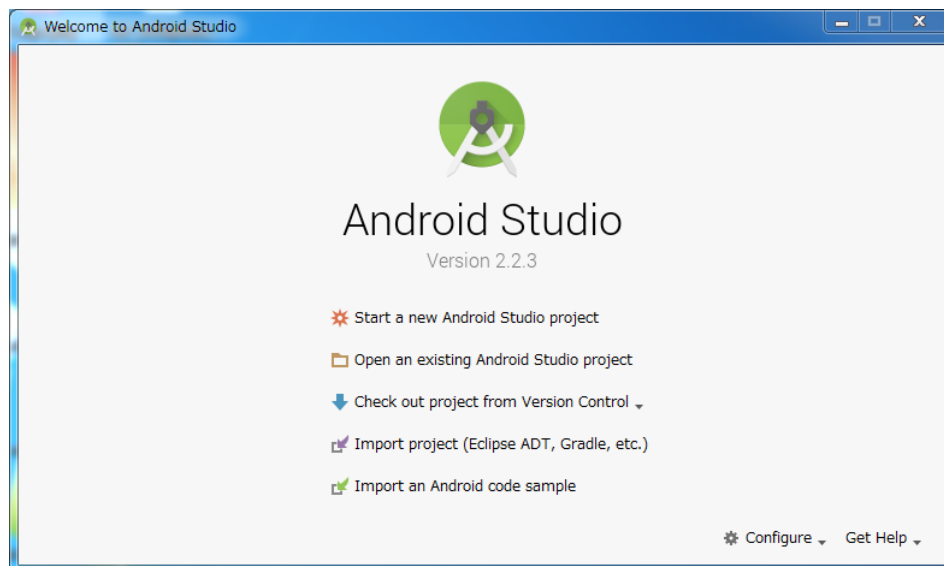 Welcome to Android Studio
Android Studio
Version 2.2.3
Start a new Android Studio project
Open an existing Android Studio project
Check out project from Version Control
Import project (Eclipse ADT, Gradle, etc.)
Import an Android code sample
Configure Get Help